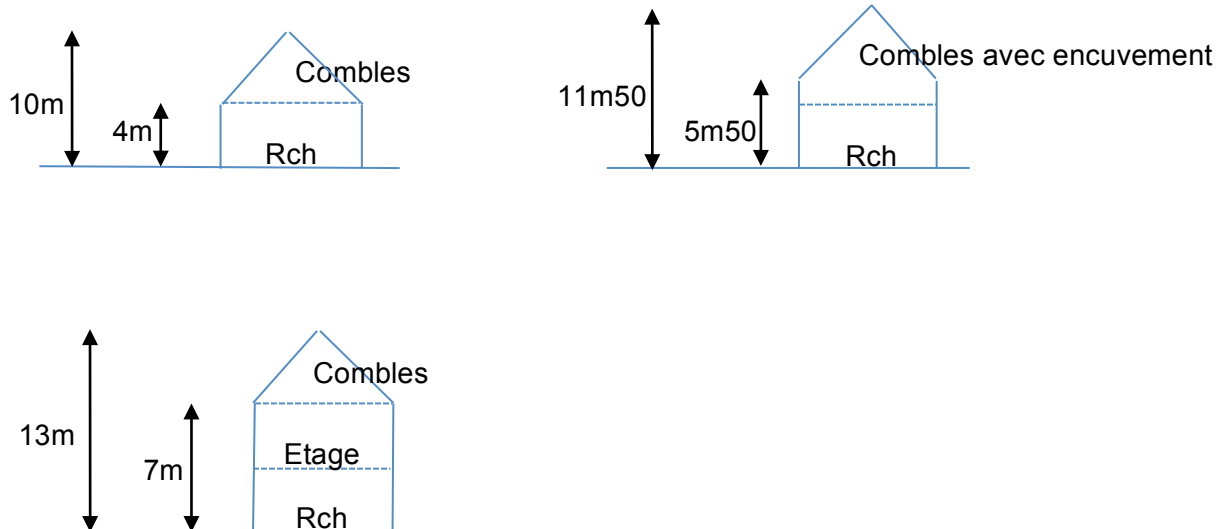 10m
4m
Combles
Rch
11m50
5m50
Combles avec encuvement
Rch
13m
7m
Combles
Etage
Rch